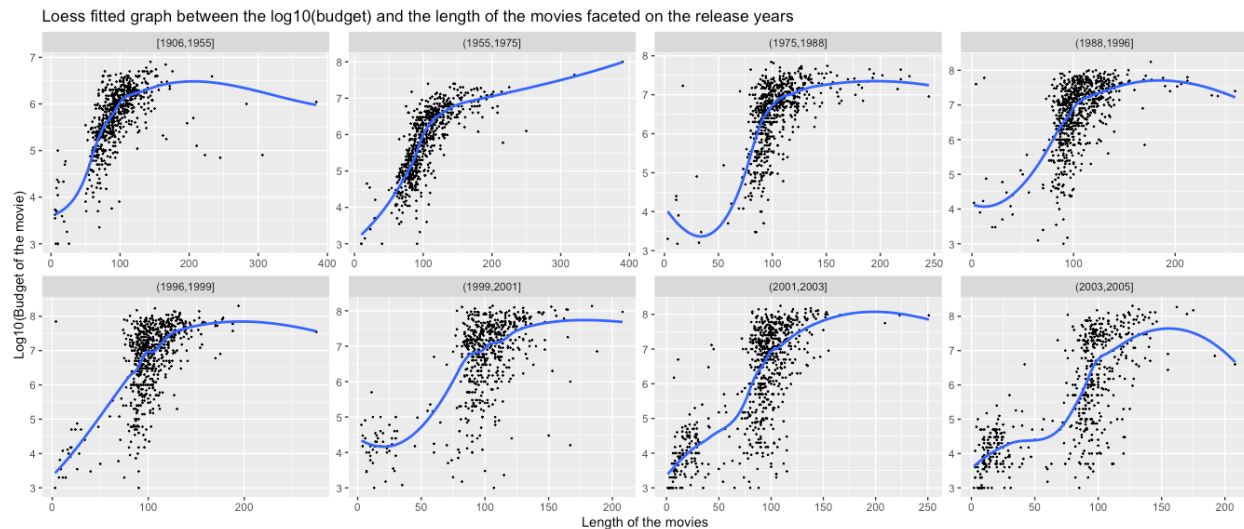 Loess fitted graph between the log10(budget) and the length of the movies faceted on the release years
[1906,1955] (1955,1975] (1975,1988] (1988,1996]
7 6 5 4 3
8 7 6 5 4 3
8 7 6 5 4 3
8 7 6 5 4 3
0 100 200 300 400
0 100 200 300 400
0 50 100 150 200 250
0 100 200
Log10(Budget of the movie)
(1996,1999] (1999,2001] (2001,2003] (2003,2005]
8 7 6 5 4 3
8 7 6 5 4 3
8 7 6 5 4 3
8 7 6 5 4 3
0 100 200
0 50 100 150 200
0 50 100 150 200 250
0 50 100 150 200
Length of the movies